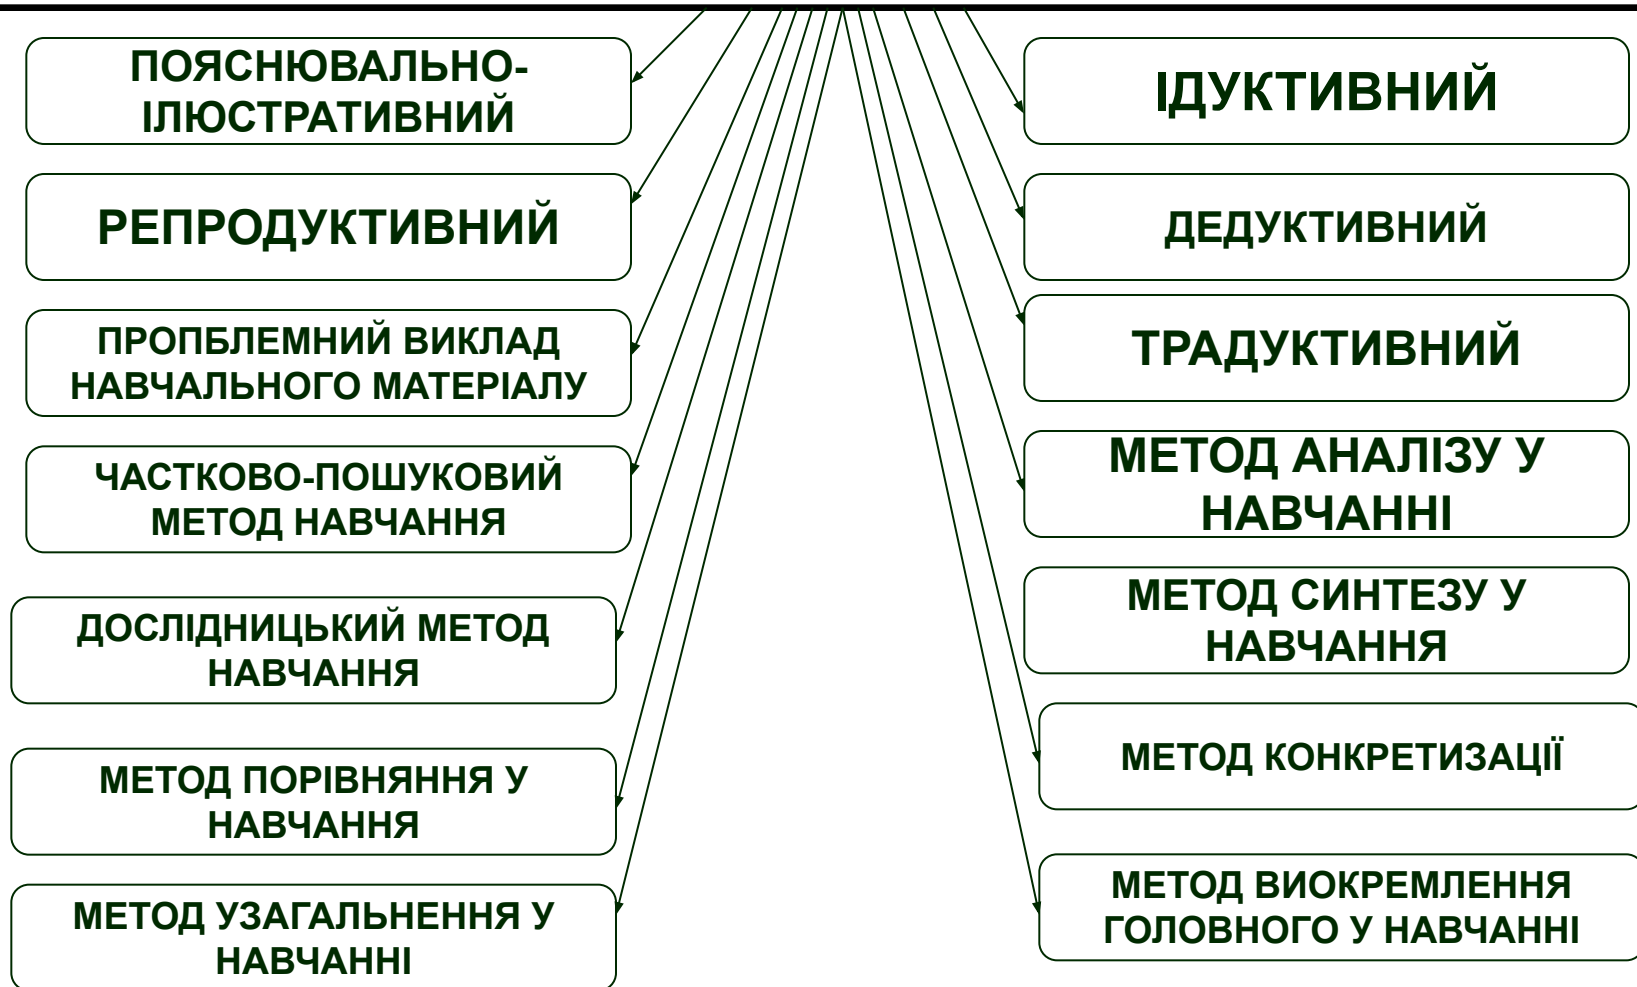 ПОЯСНЮВАЛЬНО-
ІЛЮСТРАТИВНИЙ
РЕПРОДУКТИВНИЙ
ПРОПБЛЕМНИЙ ВИКЛАД
НАВЧАЛЬНОГО МАТЕРІАЛУ
ЧАСТКОВО-ПОШУКОВИЙ
МЕТОД НАВЧАННЯ
ДОСЛІДНИЦЬКИЙ МЕТОД
НАВЧАННЯ
МЕТОД ПОРІВНЯННЯ У
НАВЧАННЯ
МЕТОД УЗАГАЛЬНЕННЯ У
НАВЧАННІ
ІДУКТИВНИЙ
ДЕДУКТИВНИЙ
ТРАДУКТИВНИЙ
МЕТОД АНАЛІЗУ У
НАВЧАННІ
МЕТОД СИНТЕЗУ У
НАВЧАННЯ
МЕТОД КОНКРЕТИЗАЦІЇ
МЕТОД ВИОКРЕМЛЕННЯ
ГОЛОВНОГО У НАВЧАННІ